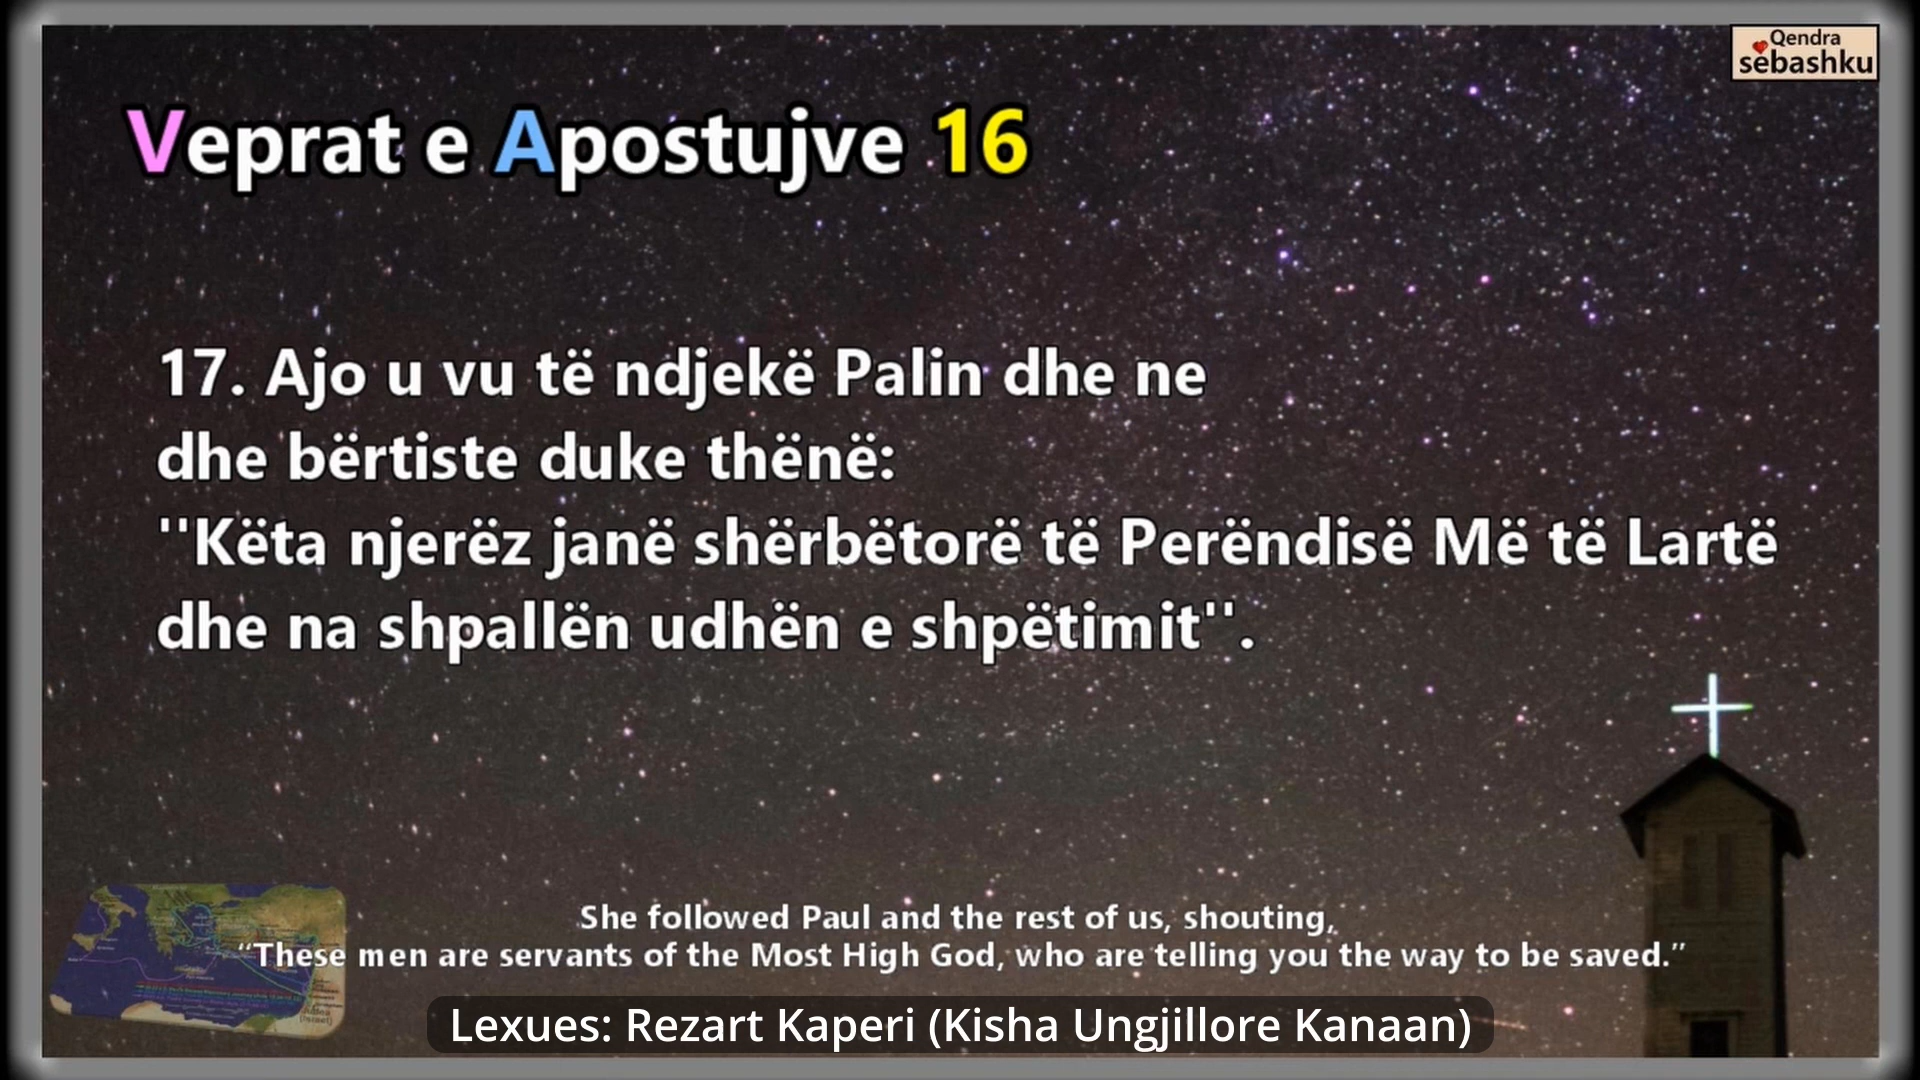 Qendra
sebashku
Veprat e Apostujve 16
17. Ajo u vu të ndjekë Palin dhe ne
dhe bërtiste duke thënë:
''Këta njerëz janë shërbëtorë të Perëndisë Më të Lartë
dhe na shpallën udhën e shpëtimit''.
She followed Paul and the rest of us, shouting,
“These men are servants of the Most High God, who are telling you the way to be saved.”
Lexues: Rezart Kaperi (Kisha Ungjillore Kanaan)